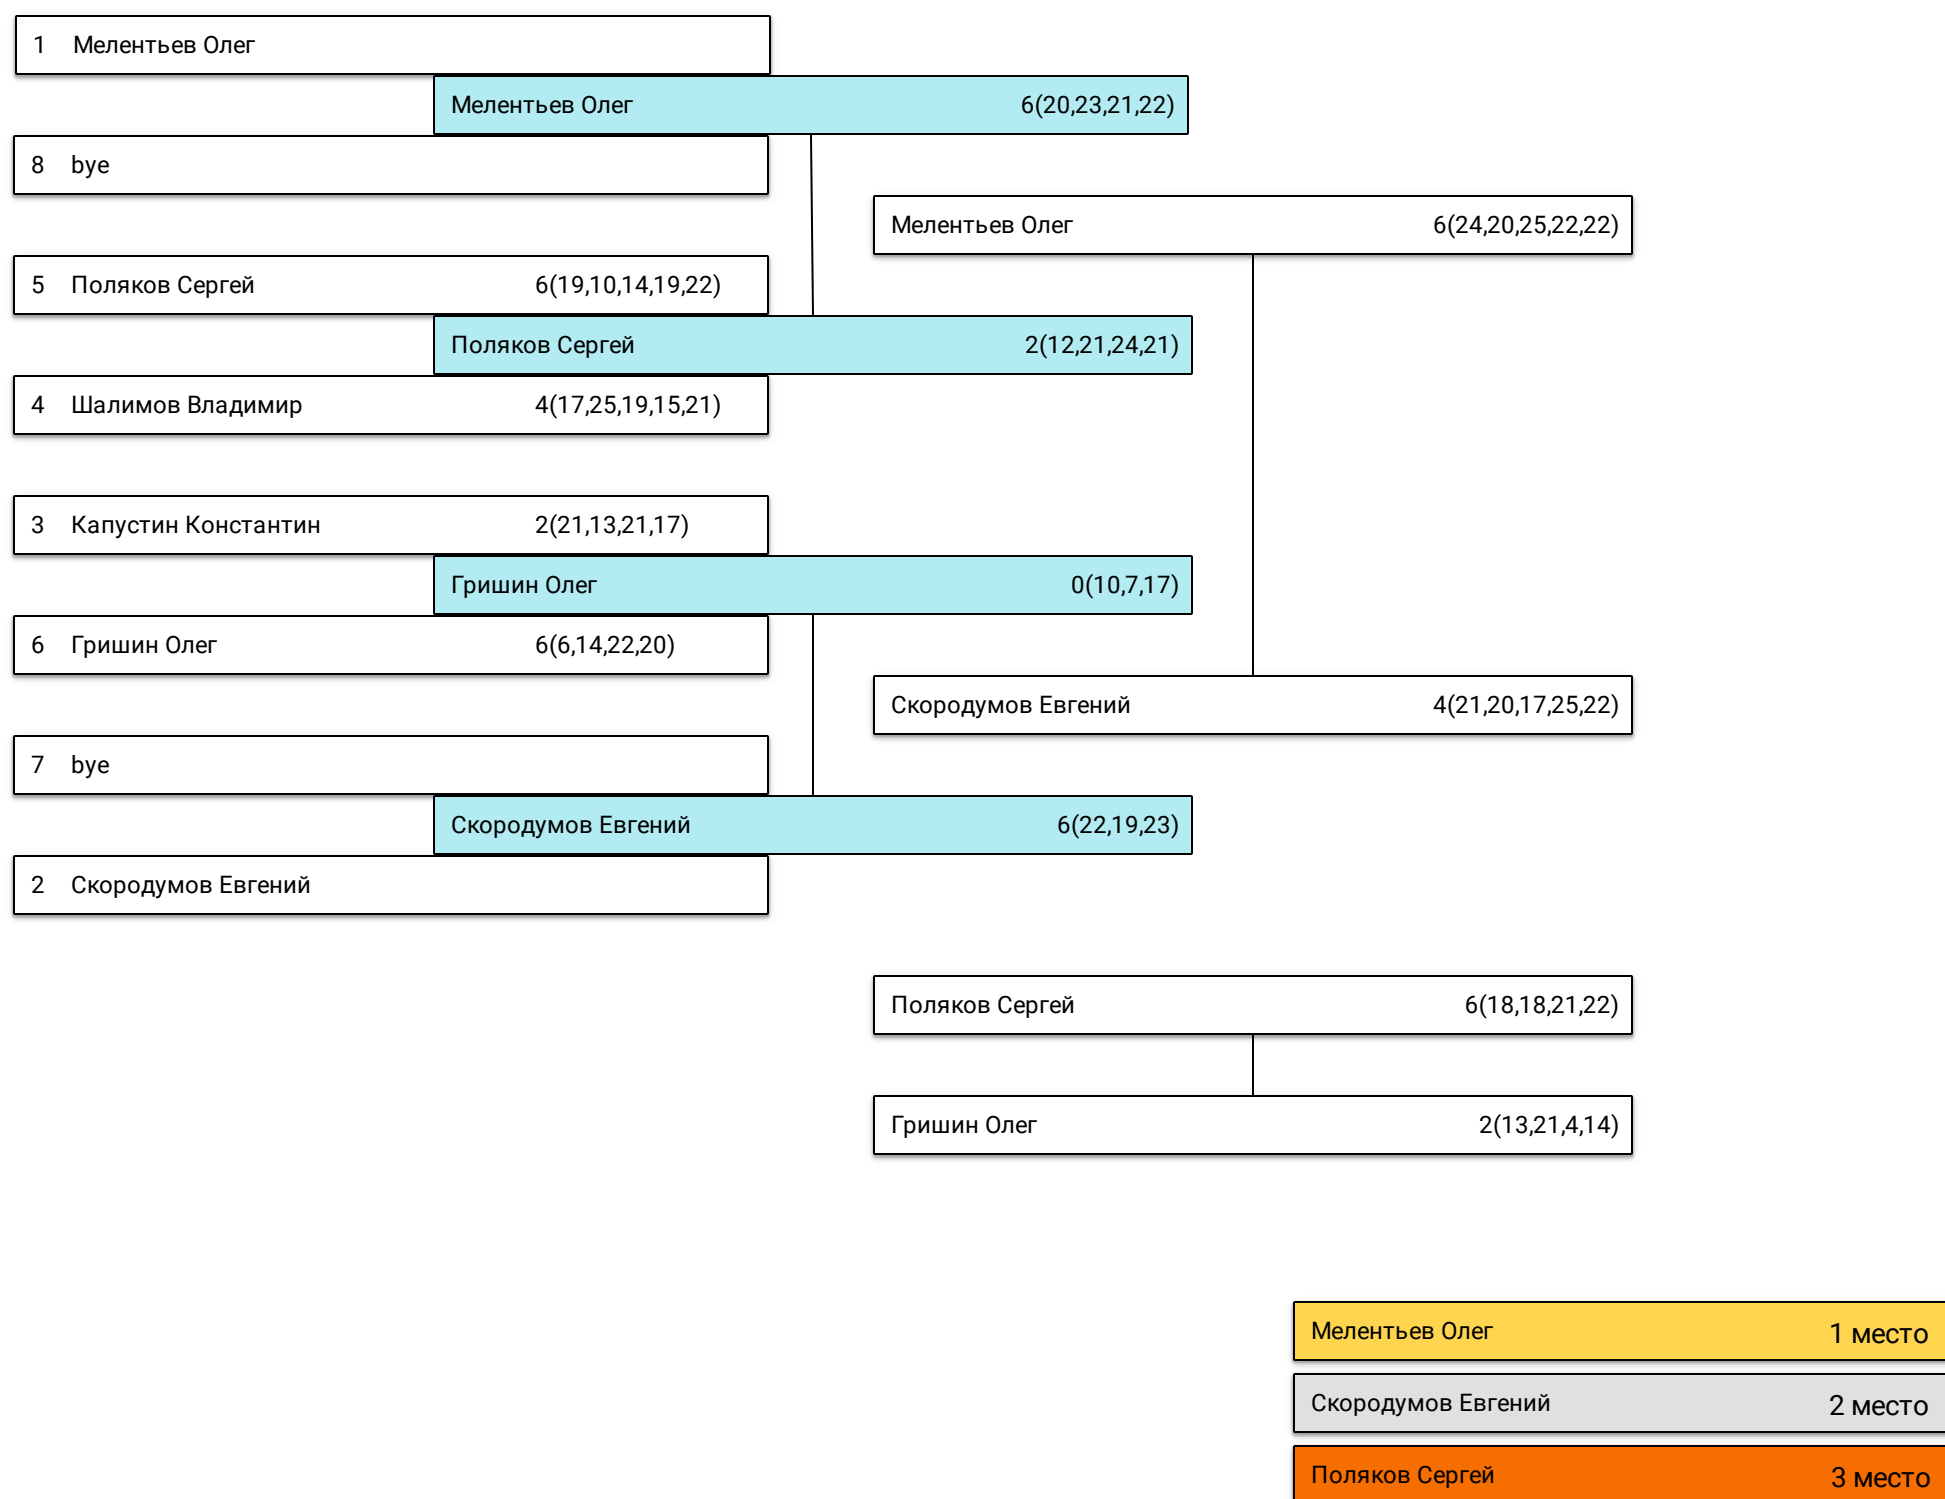 1 Мелентьев Олег
Мелентьев Олег 6(20,23,21,22)
8 bye
Мелентьев Олег 6(24,20,25,22,22)
5 Поляков Сергей 6(19,10,14,19,22)
Поляков Сергей 2(12,21,24,21)
4 Шалимов Владимир 4(17,25,19,15,21)
3 Капустин Константин 2(21,13,21,17)
Гришин Олег 0(10,7,17)
6 Гришин Олег 6(6,14,22,20)
Скородумов Евгений 4(21,20,17,25,22)
7 bye
Скородумов Евгений 6(22,19,23)
2 Скородумов Евгений
Поляков Сергей 6(18,18,21,22)
Гришин Олег 2(13,21,4,14)
Мелентьев Олег 1 место
Скородумов Евгений 2 место
Поляков Сергей 3 место